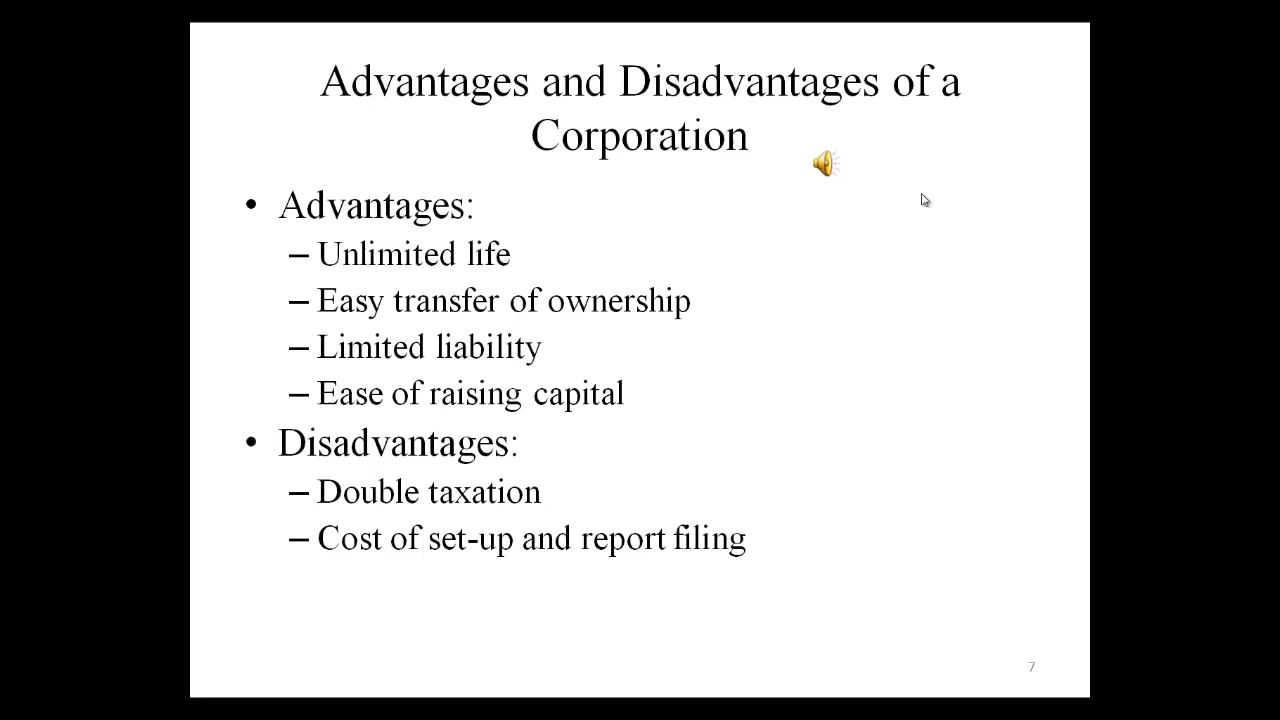 Advantages and Disadvantages of a
Corporation
• Advantages:
– Unlimited life
– Easy transfer of ownership
– Limited liability
– Ease of raising capital
• Disadvantages:
– Double taxation
– Cost of set-up and report filing
7